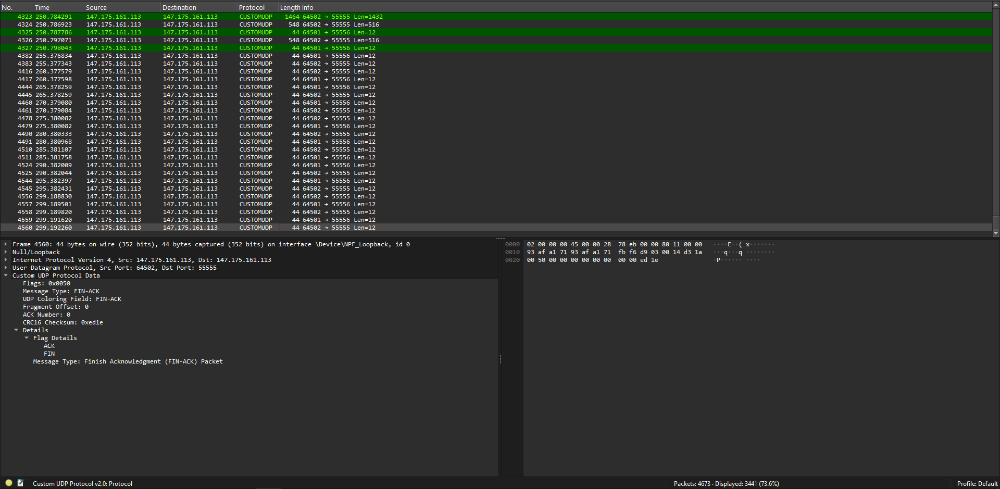 No. Time Source Destination Protocol Length Info
4323 250.784291 147.175.161.113 147.175.161.113 CUSTOMUDP 1464 64502 → 55555 Len=1432
4324 250.786923 147.175.161.113 147.175.161.113 CUSTOMUDP 548 64502 → 55555 Len=516
4325 250.787786 147.175.161.113 147.175.161.113 CUSTOMUDP 44 64501 → 55556 Len=12
4326 250.797071 147.175.161.113 147.175.161.113 CUSTOMUDP 548 64502 → 55555 Len=516
4327 250.798043 147.175.161.113 147.175.161.113 CUSTOMUDP 44 64501 → 55556 Len=12
4382 255.376834 147.175.161.113 147.175.161.113 CUSTOMUDP 44 64501 → 55556 Len=12
4383 255.377343 147.175.161.113 147.175.161.113 CUSTOMUDP 44 64502 → 55555 Len=12
4416 260.377579 147.175.161.113 147.175.161.113 CUSTOMUDP 44 64502 → 55555 Len=12
4417 260.377598 147.175.161.113 147.175.161.113 CUSTOMUDP 44 64501 → 55556 Len=12
4444 265.378259 147.175.161.113 147.175.161.113 CUSTOMUDP 44 64501 → 55556 Len=12
4445 265.378259 147.175.161.113 147.175.161.113 CUSTOMUDP 44 64502 → 55555 Len=12
4460 270.379080 147.175.161.113 147.175.161.113 CUSTOMUDP 44 64501 → 55556 Len=12
4461 270.379084 147.175.161.113 147.175.161.113 CUSTOMUDP 44 64502 → 55555 Len=12
4478 275.380082 147.175.161.113 147.175.161.113 CUSTOMUDP 44 64502 → 55555 Len=12
4479 275.380082 147.175.161.113 147.175.161.113 CUSTOMUDP 44 64501 → 55556 Len=12
4490 280.380333 147.175.161.113 147.175.161.113 CUSTOMUDP 44 64502 → 55555 Len=12
4491 280.380968 147.175.161.113 147.175.161.113 CUSTOMUDP 44 64501 → 55556 Len=12
4510 285.381107 147.175.161.113 147.175.161.113 CUSTOMUDP 44 64502 → 55555 Len=12
4511 285.381758 147.175.161.113 147.175.161.113 CUSTOMUDP 44 64501 → 55556 Len=12
4524 290.382009 147.175.161.113 147.175.161.113 CUSTOMUDP 44 64501 → 55556 Len=12
4525 290.382044 147.175.161.113 147.175.161.113 CUSTOMUDP 44 64502 → 55555 Len=12
4544 295.382397 147.175.161.113 147.175.161.113 CUSTOMUDP 44 64501 → 55556 Len=12
4545 295.382431 147.175.161.113 147.175.161.113 CUSTOMUDP 44 64502 → 55555 Len=12
4556 299.188830 147.175.161.113 147.175.161.113 CUSTOMUDP 44 64502 → 55555 Len=12
4557 299.189501 147.175.161.113 147.175.161.113 CUSTOMUDP 44 64501 → 55556 Len=12
4558 299.189820 147.175.161.113 147.175.161.113 CUSTOMUDP 44 64502 → 55555 Len=12
4559 299.191620 147.175.161.113 147.175.161.113 CUSTOMUDP 44 64501 → 55556 Len=12
4560 299.192260 147.175.161.113 147.175.161.113 CUSTOMUDP 44 64502 → 55555 Len=12
Frame 4560: 44 bytes on wire (352 bits), 44 bytes captured (352 bits) on interface \Device\NPF_Loopback, id 0
Null/Loopback
Internet Protocol Version 4, Src: 147.175.161.113, Dst: 147.175.161.113
User Datagram Protocol, Src Port: 64502, Dst Port: 55555
Custom UDP Protocol Data
Flags: 0x0050
Message Type: FIN-ACK
UDP Coloring Field: FIN-ACK
Fragment Offset: 0
ACK Number: 0
CRC16 Checksum: 0xed1e
Details
Flag Details
ACK
FIN
Message Type: Finish Acknowledgment (FIN-ACK) Packet
0000 02 00 00 00 45 00 00 28 78 eb 00 00 80 11 00 00 ····E··( x·······
0010 93 af a1 71 93 af a1 71 fb f6 d9 03 00 14 d3 1a ···q···q ········
0020 00 50 00 00 00 00 00 00 00 00 ed 1e ·P······ ····
Custom UDP Protocol v2.0: Protocol
Packets: 4673 · Displayed: 3441 (73.6%)
Profile: Default